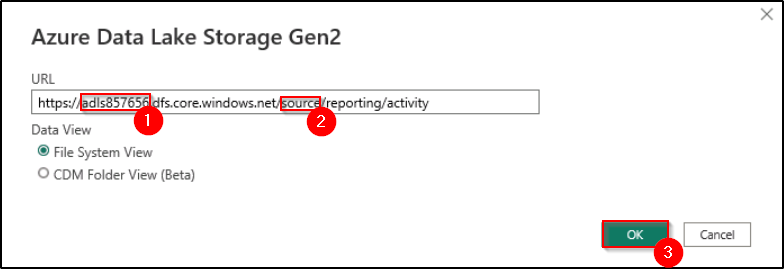 Azure Data Lake Storage Gen2
URL
https://adls857656.dfs.core.windows.net/source/reporting/activity
1
2
Data View
File System View
CDM Folder View (Beta)
OK
Cancel
3